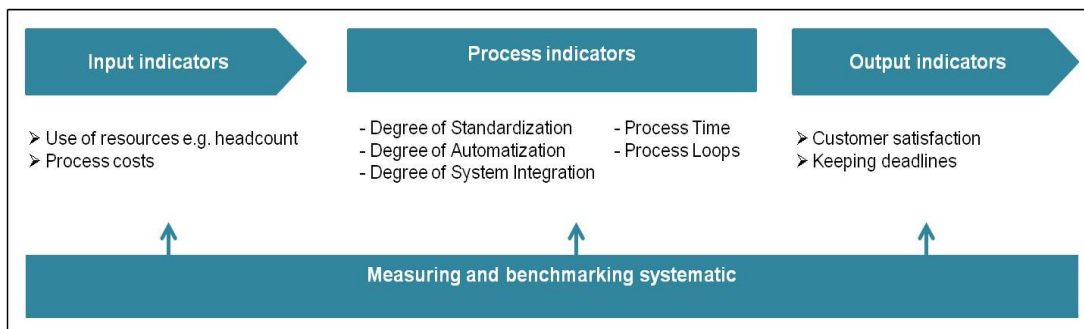 Input indicators
➢ Use of resources e.g. headcount
➢ Process costs
Process indicators
- Degree of Standardization
- Degree of Automatization
- Degree of System Integration
- Process Time
- Process Loops
Output indicators
➢ Customer satisfaction
➢ Keeping deadlines
Measuring and benchmarking systematic